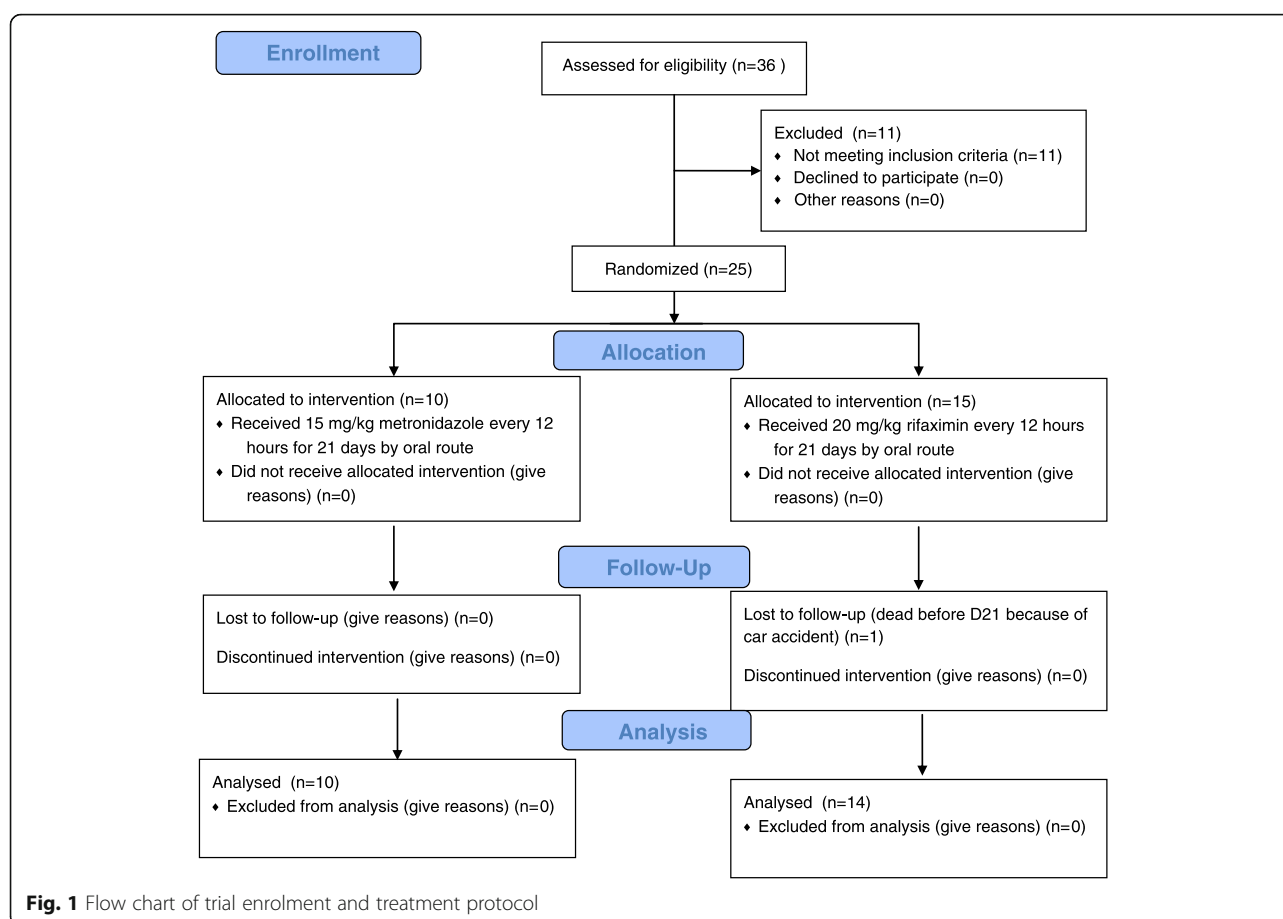 Enrollment
Assessed for eligibility (n=36 )
Excluded (n=11)
♦ Not meeting inclusion criteria (n=11)
♦ Declined to participate (n=0)
♦ Other reasons (n=0)
Randomized (n=25)
Allocation
Allocated to intervention (n=10)
♦ Received 15 mg/kg metronidazole every 12
hours for 21 days by oral route
♦ Did not receive allocated intervention (give
reasons) (n=0)
Allocated to intervention (n=15)
♦ Received 20 mg/kg rifaximin every 12 hours
for 21 days by oral route
♦ Did not receive allocated intervention (give
reasons) (n=0)
Follow-Up
Lost to follow-up (give reasons) (n=0)
Discontinued intervention (give reasons) (n=0)
Lost to follow-up (dead before D21 because of
car accident) (n=1)
Discontinued intervention (give reasons) (n=0)
Analysis
Analysed (n=10)
♦ Excluded from analysis (give reasons) (n=0)
Analysed (n=14)
♦ Excluded from analysis (give reasons) (n=0)
Fig. 1 Flow chart of trial enrolment and treatment protocol